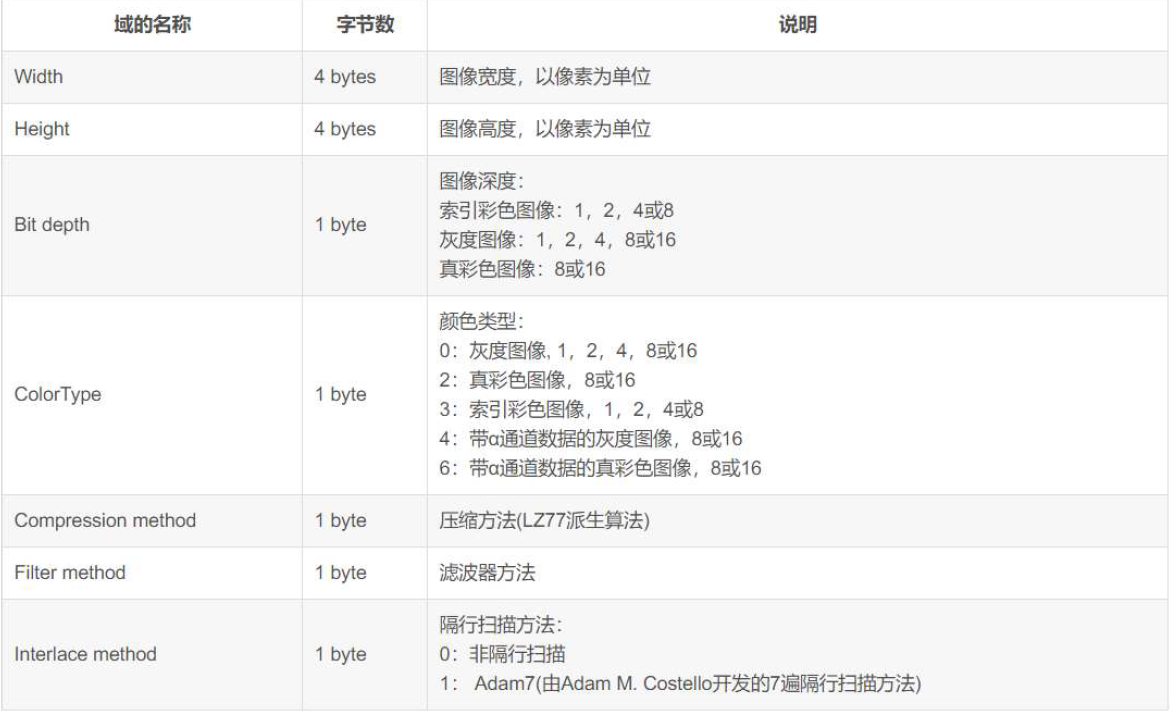 域的名称 字节数 说明
Width 4 bytes 图像宽度，以像素为单位
Height 4 bytes 图像高度，以像素为单位
Bit depth 1 byte 图像深度：
索引彩色图像：1，2，4或8
灰度图像：1，2，4，8或16
真彩色图像：8或16
ColorType 1 byte 颜色类型：
0：灰度图像, 1，2，4，8或16
2：真彩色图像，8或16
3：索引彩色图像，1，2，4或8
4：带α通道数据的灰度图像，8或16
6：带α通道数据的真彩色图像，8或16
Compression method 1 byte 压缩方法(LZ77派生算法)
Filter method 1 byte 滤波器方法
Interlace method 1 byte 隔行扫描方法：
0：非隔行扫描
1： Adam7(由Adam M. Costello开发的7遍隔行扫描方法)